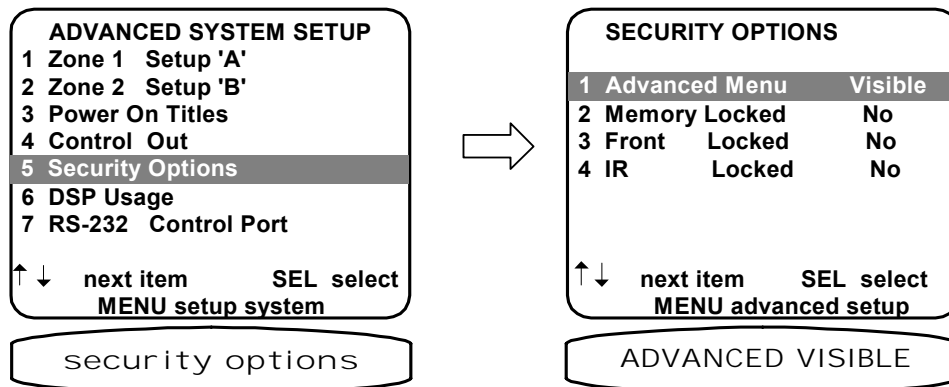 ADVANCED SYSTEM SETUP
1 Zone 1 Setup 'A'
2 Zone 2 Setup 'B'
3 Power On Titles
4 Control Out
5 Security Options
6 DSP Usage
7 RS-232 Control Port
↑ ↓ next item SEL select
MENU setup system
security options
SECURITY OPTIONS
1 Advanced Menu Visible
2 Memory Locked No
3 Front Locked No
4 IR Locked No
↑ ↓ next item SEL select
MENU advanced setup
ADVANCED VISIBLE